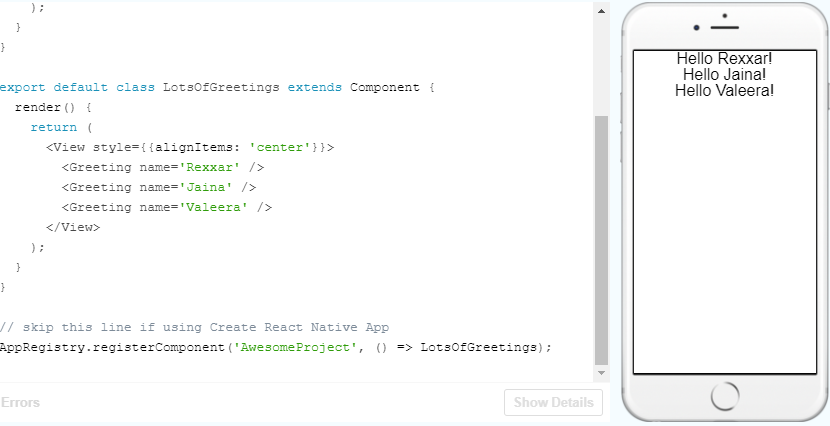 );
}
}
export default class LotsOfGreetings extends Component {
render() {
return (
<View style={{alignItems: 'center'}}>
<Greeting name='Rexxar' />
<Greeting name='Jaina' />
<Greeting name='Valeera' />
</View>
);
}
}
// skip this line if using Create React Native App
AppRegistry.registerComponent('AwesomeProject', () => LotsOfGreetings);
Errors
Show Details
Hello Rexxar!
Hello Jaina!
Hello Valeera!